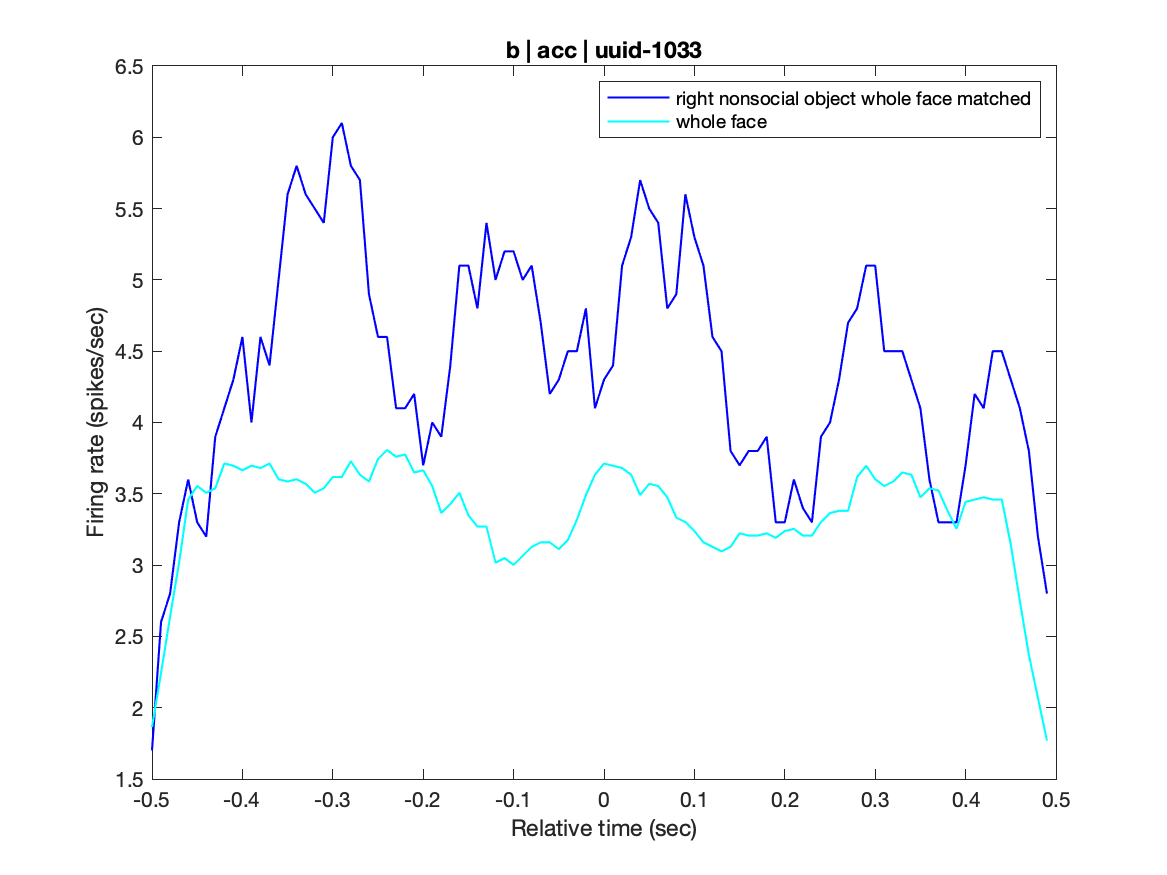 b | acc | uuid-1033
right nonsocial object whole face matched
whole face
Firing rate (spikes/sec)
6.5
6
5.5
5
4.5
4
3.5
3
2.5
2
1.5
-0.5 -0.4 -0.3 -0.2 -0.1 0 0.1 0.2 0.3 0.4 0.5
Relative time (sec)